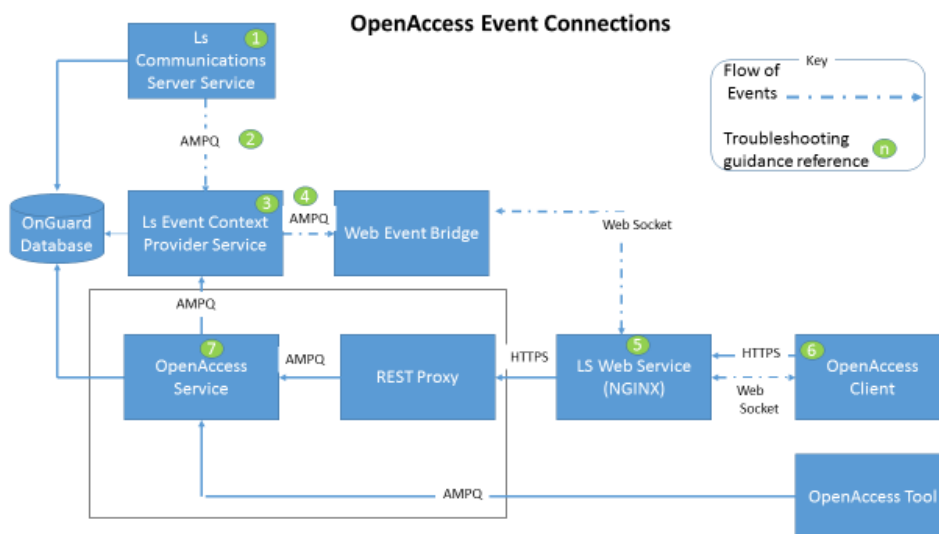 OpenAccess Event Connections
Ls
Communications
Server Service
1
Key
Flow of
Events
Troubleshooting
guidance reference
n
AMPQ
2
OnGuard
Database
Ls Event Context
Provider Service
3
4
AMPQ
Web Event Bridge
Web Socket
AMPQ
7
OpenAccess
Service
AMPQ
REST Proxy
HTTPS
5
LS Web Service
(NGINX)
HTTPS
Web
Socket
6
OpenAccess
Client
AMPQ
OpenAccess Tool